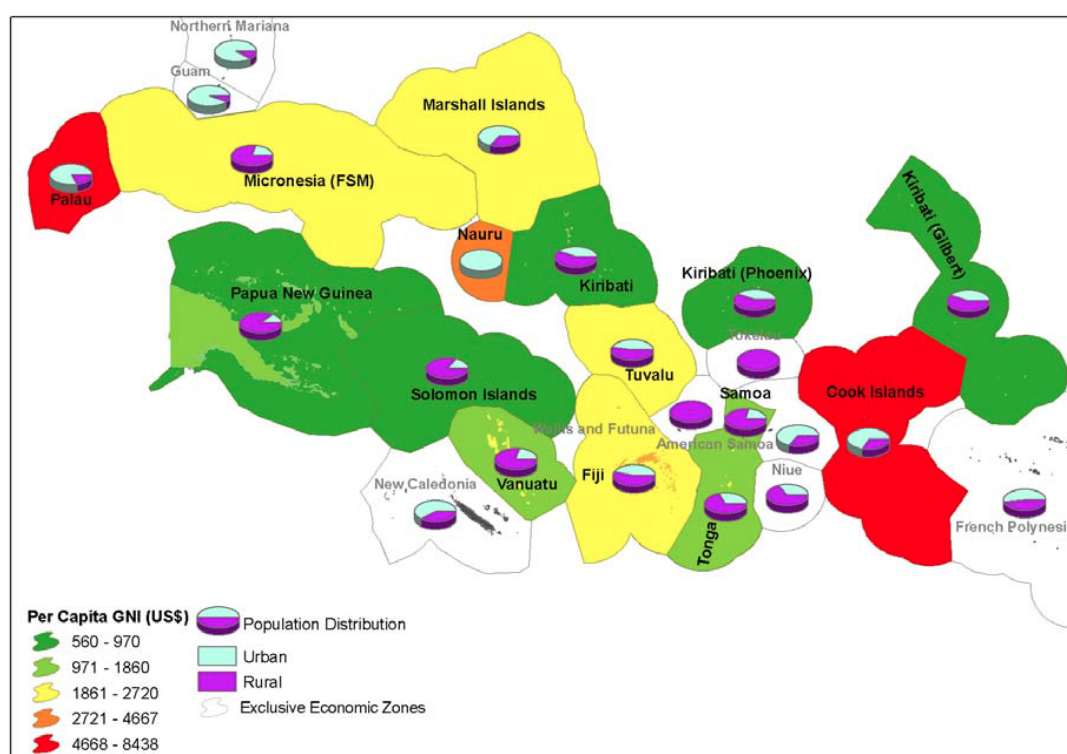 Northern Mariana
Guam
Marshall Islands
Palau
Micronesia (FSM)
Nauru
Kiribati
Kiribati (Phoenix)
Kiribati (Gilbert)
Papua New Guinea
Tokelau
Tuvalu
Solomon Islands
Samoa
Cook Islands
Wallis and Futuna
American Samoa
Vanuatu
Fiji
Niue
New Caledonia
Tonga
French Polynesi
Per Capita GNI (US$)
560 - 970
971 - 1860
1861 - 2720
2721 - 4667
4668 - 8438
Population Distribution
Urban
Rural
Exclusive Economic Zones